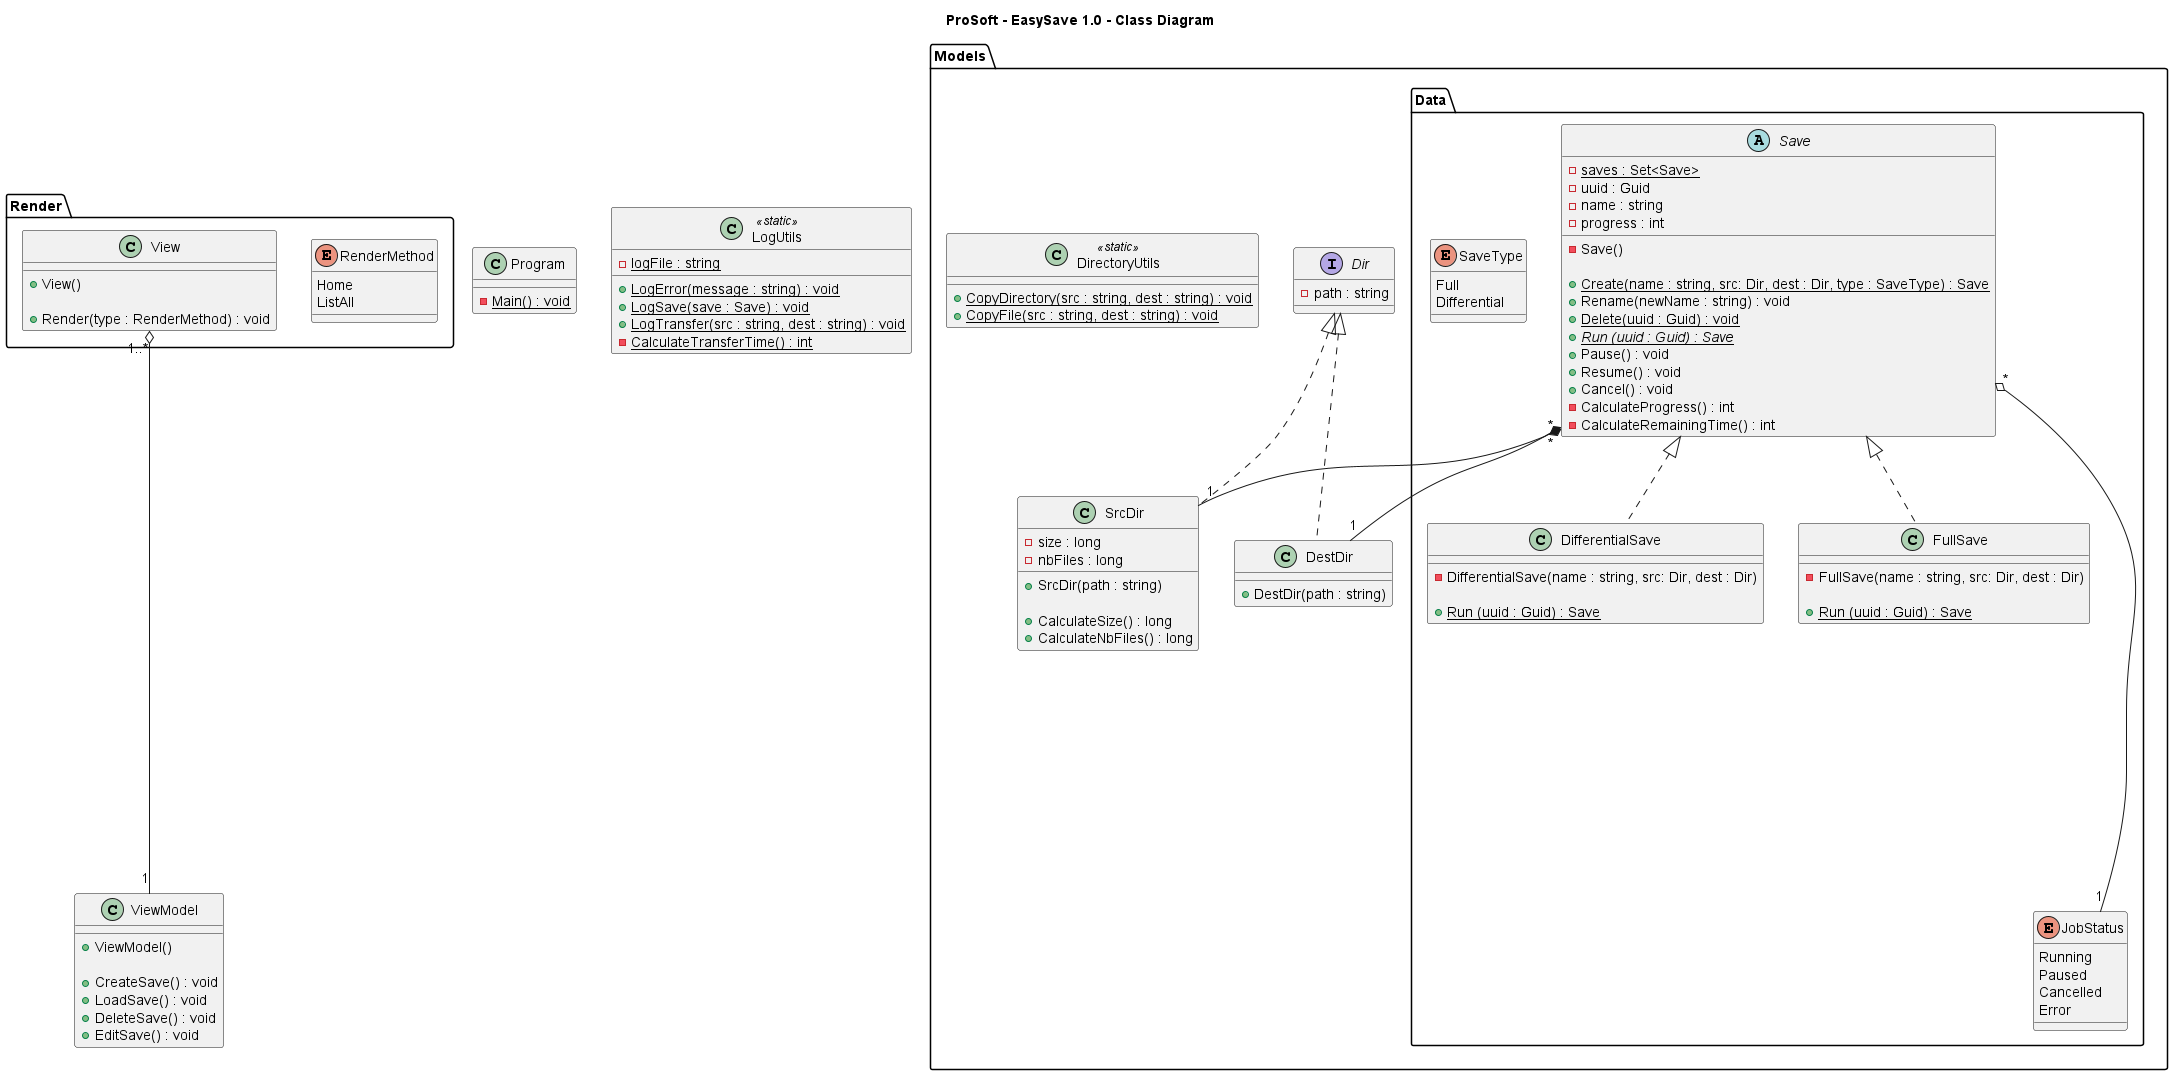 ProSoft - EasySave 1.0 - Class Diagram
Render
C View
View()
Render(type : RenderMethod) : void
E RenderMethod
Home
ListAll
C Program
Main() : void
«static»
C LogUtils
logFile : string
LogError(message : string) : void
LogSave(save : Save) : void
LogTransfer(src : string, dest : string) : void
CalculateTransferTime() : int
Models
«static»
C DirectoryUtils
CopyDirectory(src : string, dest : string) : void
CopyFile(src : string, dest : string) : void
I Dir
path : string
Data
E SaveType
Full
Differential
A Save
saves : Set<Save>
uuid : Guid
name : string
progress : int
Save()
Create(name : string, src: Dir, dest : Dir, type : SaveType) : Save
Rename(newName : string) : void
Delete(uuid : Guid) : void
Run (uuid : Guid) : Save
Pause() : void
Resume() : void
Cancel() : void
CalculateProgress() : int
CalculateRemainingTime() : int
1..*
*
*
*
1
1
C SrcDir
size : long
nbFiles : long
SrcDir(path : string)
CalculateSize() : long
CalculateNbFiles() : long
C DestDir
DestDir(path : string)
C DifferentialSave
DifferentialSave(name : string, src: Dir, dest : Dir)
Run (uuid : Guid) : Save
C FullSave
FullSave(name : string, src: Dir, dest : Dir)
Run (uuid : Guid) : Save
1
C ViewModel
ViewModel()
CreateSave() : void
LoadSave() : void
DeleteSave() : void
EditSave() : void
1
E JobStatus
Running
Paused
Cancelled
Error